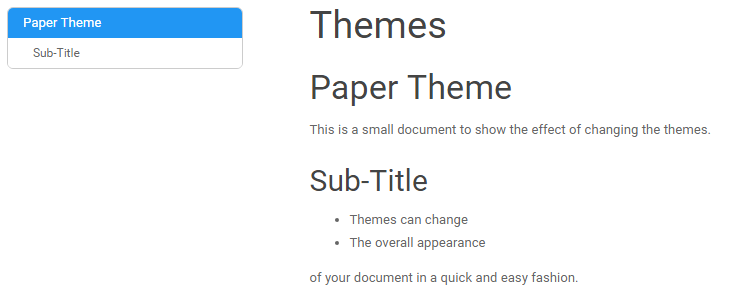 Paper Theme
Sub-Title
Themes
Paper Theme
This is a small document to show the effect of changing the themes.
Sub-Title
• Themes can change
• The overall appearance
of your document in a quick and easy fashion.